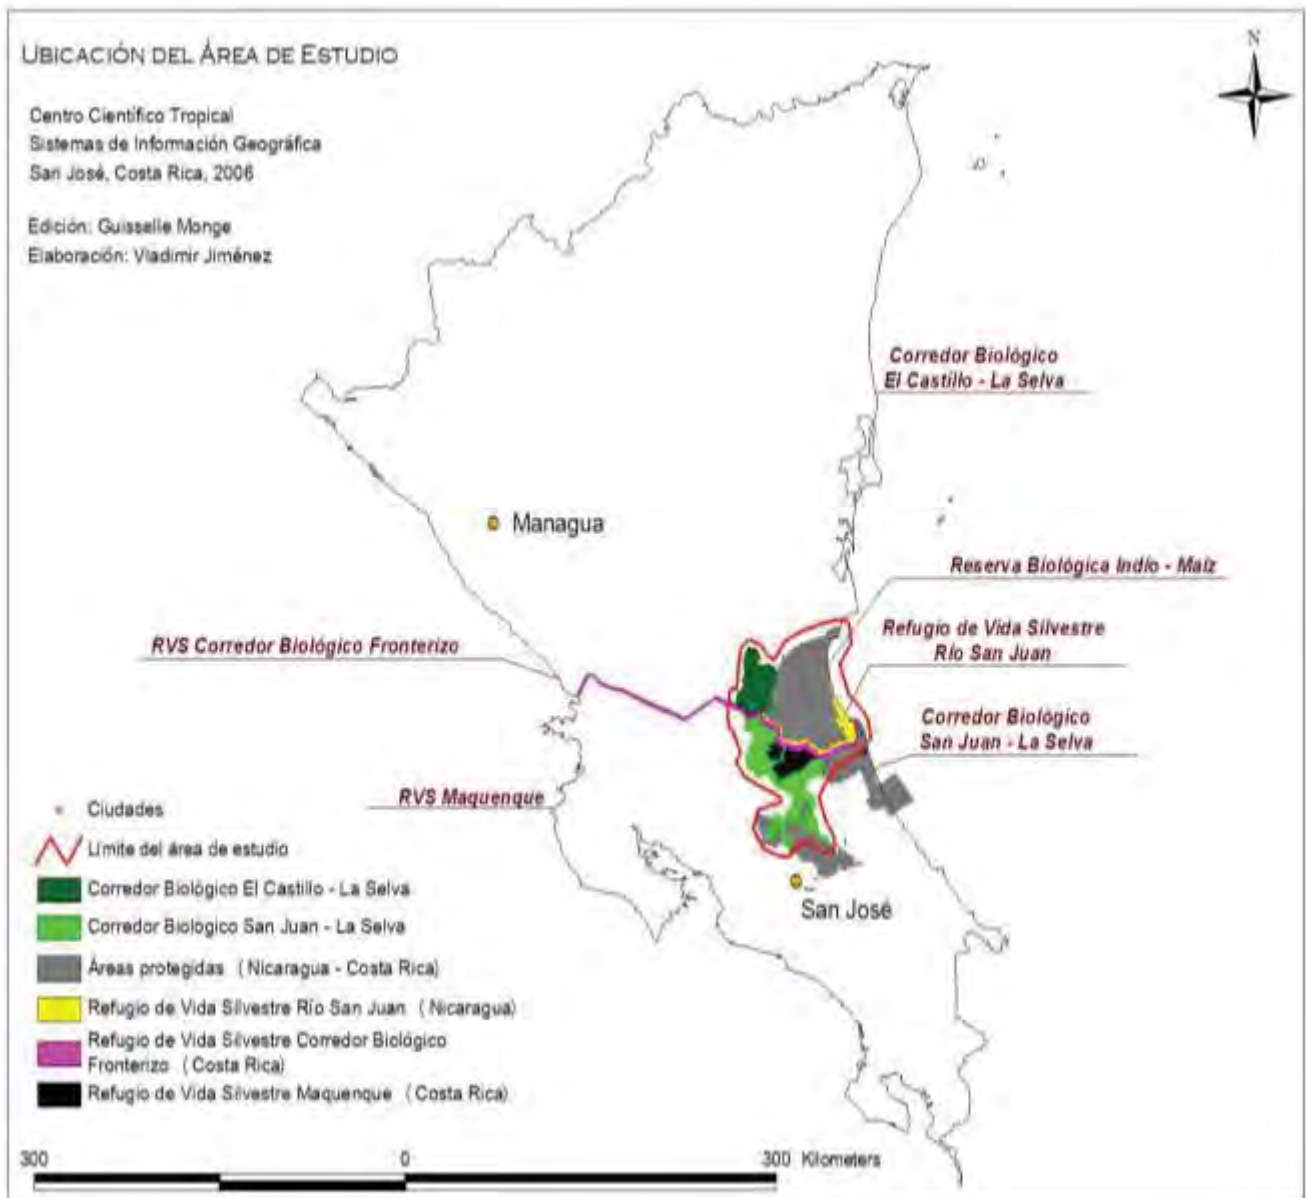 UBICACIÓN DEL ÁREA DE ESTUDIO
Centro Científico Tropical
Sistemas de Información Geográfica
San José, Costa Rica, 2006
Edición: Guisselle Monge
Elaboración: Vladimir Jiménez
N
Corredor Biológico
El Castillo - La Selva
Managua
Reserva Biológica Indío - Maíz
RVS Corredor Biológico Fronterizo
Refugio de Vida Silvestre
Río San Juan
Corredor Biológico
San Juan - La Selva
RVS Maquenque
San José
Ciudades
Límite del área de estudio
Corredor Biológico El Castillo - La Selva
Corredor Biológico San Juan - La Selva
Áreas protegidas ( Nicaragua - Costa Rica)
Refugio de Vida Silvestre Río San Juan ( Nicaragua)
Refugio de Vida Silvestre Corredor Biológico
Fronterizo ( Costa Rica)
Refugio de Vida Silvestre Maquenque ( Costa Rica)
300 0 300 Kilometers